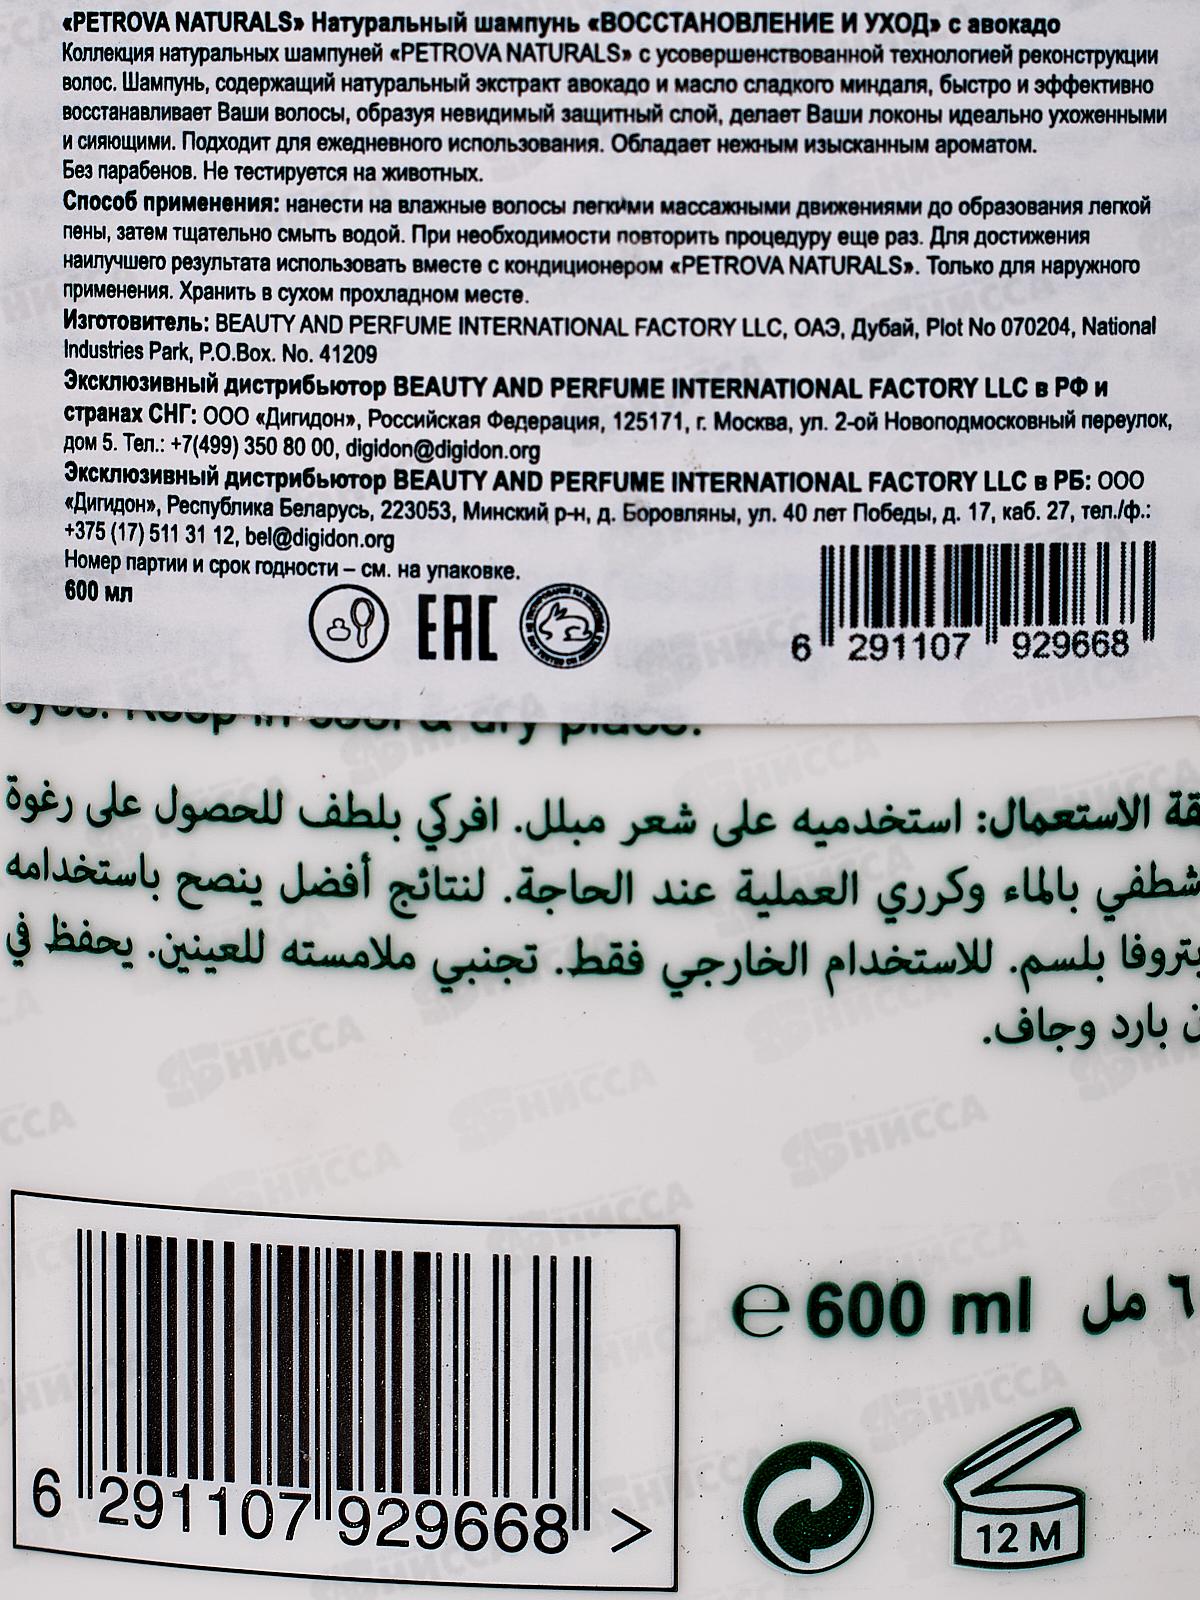 «PETROVA NATURALS» Натуральный шампунь «ВОССТАНОВЛЕНИЕ И УХОД» с авокадо
Коллекция натуральных шампуней «PETROVA NATURALS» с усовершенствованной технологией реконструкции
волос. Шампунь, содержащий натуральный экстракт авокадо и масло сладкого миндаля, быстро и эффективно
восстанавливает Ваши волосы, образуя невидимый защитный слой, делает Ваши локоны идеально ухоженными
и сияющими. Подходит для ежедневного использования. Обладает нежным изысканным ароматом.
Без парабенов. Не тестируется на животных.
Способ применения: нанести на влажные волосы легкими массажными движениями до образования легкой
пены, затем тщательно смыть водой. При необходимости повторить процедуру еще раз. Для достижения
наилучшего результата использовать вместе с кондиционером «PETROVA NATURALS». Только для наружного
применения. Хранить в сухом прохладном месте.
Изготовитель: BEAUTY AND PERFUME INTERNATIONAL FACTORY LLC, ОАЭ, Дубай, Plot No 070204, National
Industries Park, P.O.Box. No. 41209
Эксклюзивный дистрибьютор BEAUTY AND PERFUME INTERNATIONAL FACTORY LLC в РФ и
странах СНГ: ООО «Дигидон», Российская Федерация, 125171, г. Москва, ул. 2-ой Новоподмосковный переулок,
дом 5. Тел.: +7(499) 350 80 00, digidon@digidon.org
Эксклюзивный дистрибьютор BEAUTY AND PERFUME INTERNATIONAL FACTORY LLC в РБ: ООО
«Дигидон», Республика Беларусь, 223053, Минский р-н, д. Боровляны, ул. 40 лет Победы, д. 17, каб. 27, тел./ф.:
+375 (17) 511 31 12, bel@digidon.org
Номер партии и срок годности – см. на упаковке.
600 мл
EAC
6 291107 929668
eyes. Keep in cool & dry place.
قة الاستعمال: استخدميه على شعر مبلل. افركي بلطف للحصول على رغوة
شطفي بالماء وكرري العملية عند الحاجة. لنتائج أفضل ينصح باستخدامه
بتروفا بلسم. للاستخدام الخارجي فقط. تجنبي ملامسته للعينين. يحفظ في
ن بارد وجاف.
6 291107 929668 >
℮ 600 ml ٦ مل
12 M